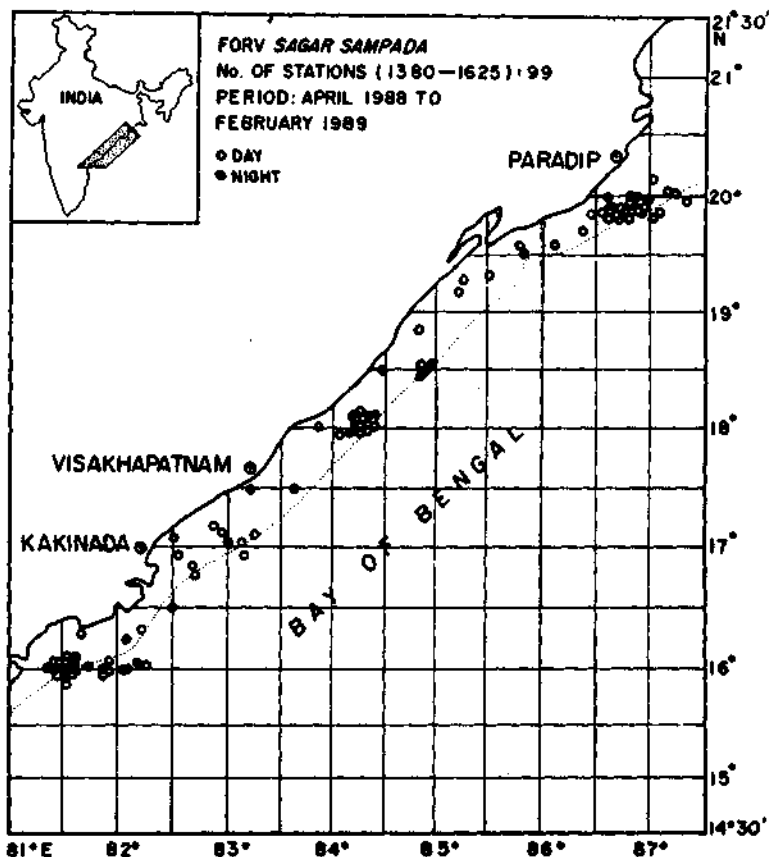 INDIA
FORV SAGAR SAMPADA
No. OF STATIONS (1380-1625):99
PERIOD: APRIL 1988 TO
FEBRUARY 1989
DAY
NIGHT
21°30'
N
21°
PARADIP
20°
19°
18°
VISAKHAPATNAM
BAY OF BENGAL
KAKINADA
17°
16°
15°
14°30'
81°E 82° 83° 84° 85° 86° 87°